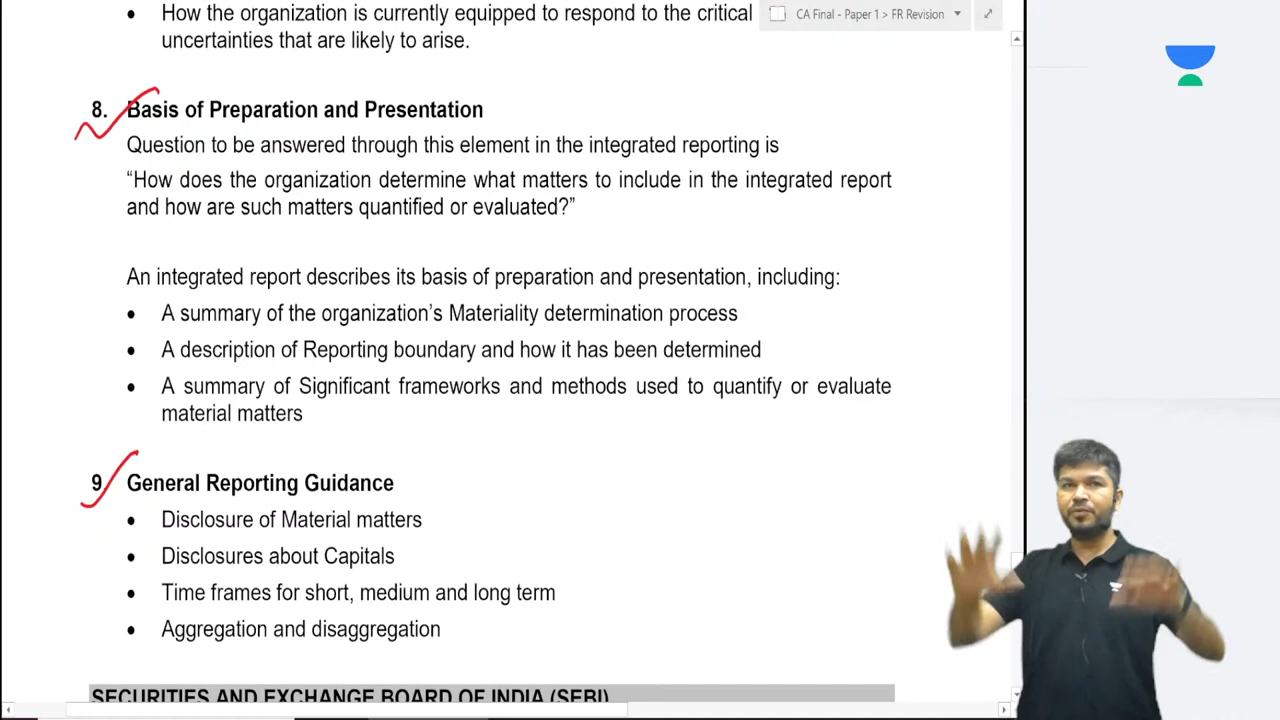 • How the organization is currently equipped to respond to the critical
uncertainties that are likely to arise.
CA Final - Paper 1 > FR Revision
8. Basis of Preparation and Presentation
Question to be answered through this element in the integrated reporting is
“How does the organization determine what matters to include in the integrated report
and how are such matters quantified or evaluated?”
An integrated report describes its basis of preparation and presentation, including:
• A summary of the organization’s Materiality determination process
• A description of Reporting boundary and how it has been determined
• A summary of Significant frameworks and methods used to quantify or evaluate
material matters
9. General Reporting Guidance
• Disclosure of Material matters
• Disclosures about Capitals
• Time frames for short, medium and long term
• Aggregation and disaggregation
SECURITIES AND EXCHANGE BOARD OF INDIA (SEBI)